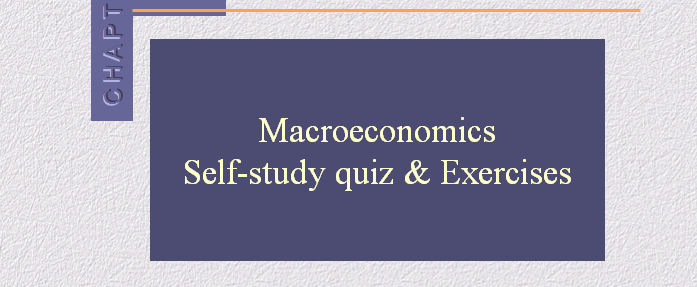 CHAPT
Macroeconomics
Self-study quiz & Exercises